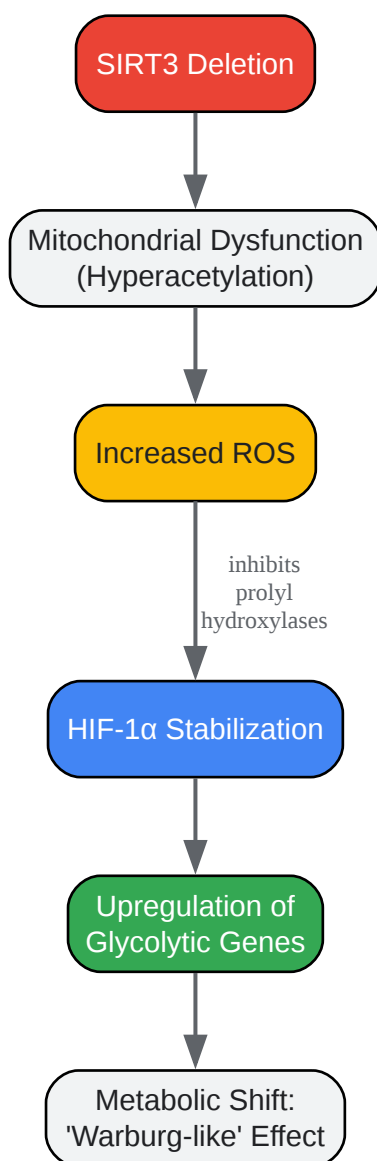 SIRT3 Deletion
Mitochondrial Dysfunction
(Hyperacetylation)
Increased ROS
inhibits
prolyl
hydroxylases
HIF-1α Stabilization
Upregulation of
Glycolytic Genes
Metabolic Shift:
'Warburg-like' Effect